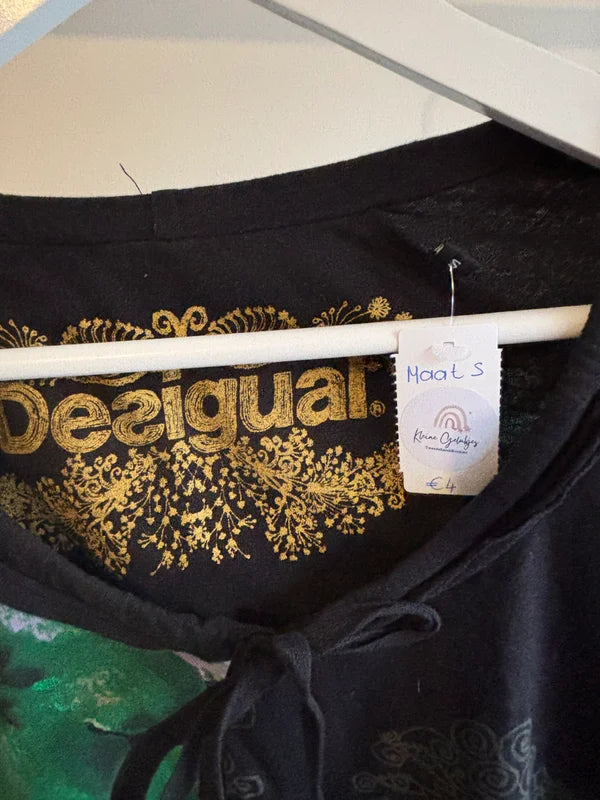 S
Desigual.®
Maat S
Kleine Gelukjes
€4